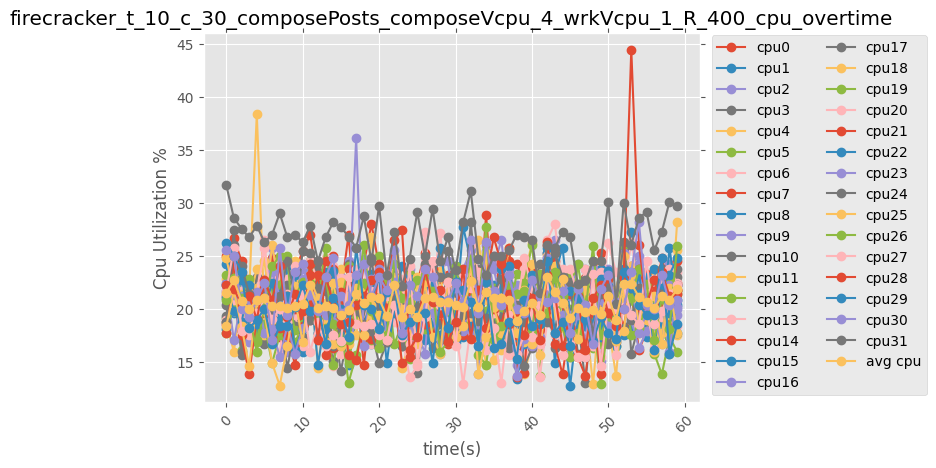 firecracker_t_10_c_30_composePosts_composeVcpu_4_wrkVcpu_1_R_400_cpu_overtime
Cpu Utilization %
45
40
35
30
25
20
15
0
10
20
30
40
50
60
time(s)
cpu0
cpu1
cpu2
cpu3
cpu4
cpu5
cpu6
cpu7
cpu8
cpu9
cpu10
cpu11
cpu12
cpu13
cpu14
cpu15
cpu16
cpu17
cpu18
cpu19
cpu20
cpu21
cpu22
cpu23
cpu24
cpu25
cpu26
cpu27
cpu28
cpu29
cpu30
cpu31
avg cpu